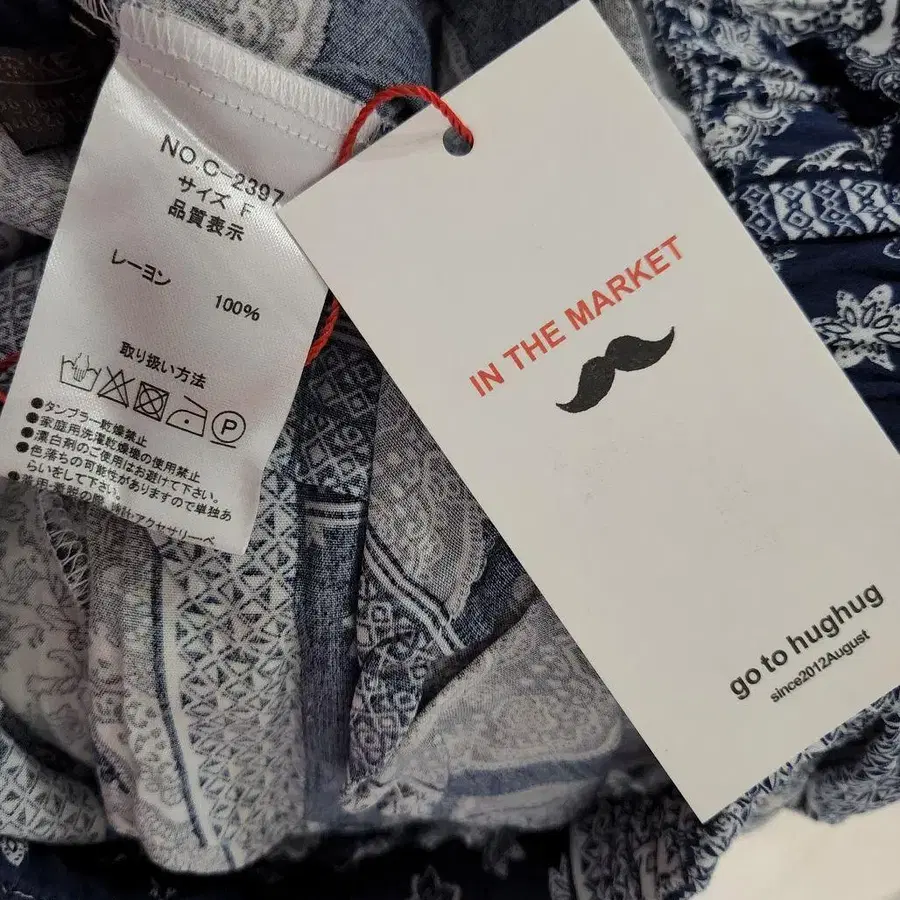 NO.C-2397
サイズ F
品質表示
レーヨン
100%
取り扱い方法
P
●タンブラー乾燥禁止
●家庭用洗濯乾燥機の使用禁止
●漂白剤のご使用はお避けて下さい。
●色落ちの可能性がありますので単独あ
らいをして下さい。
IN THE MARKET
go to hughug
since2012August